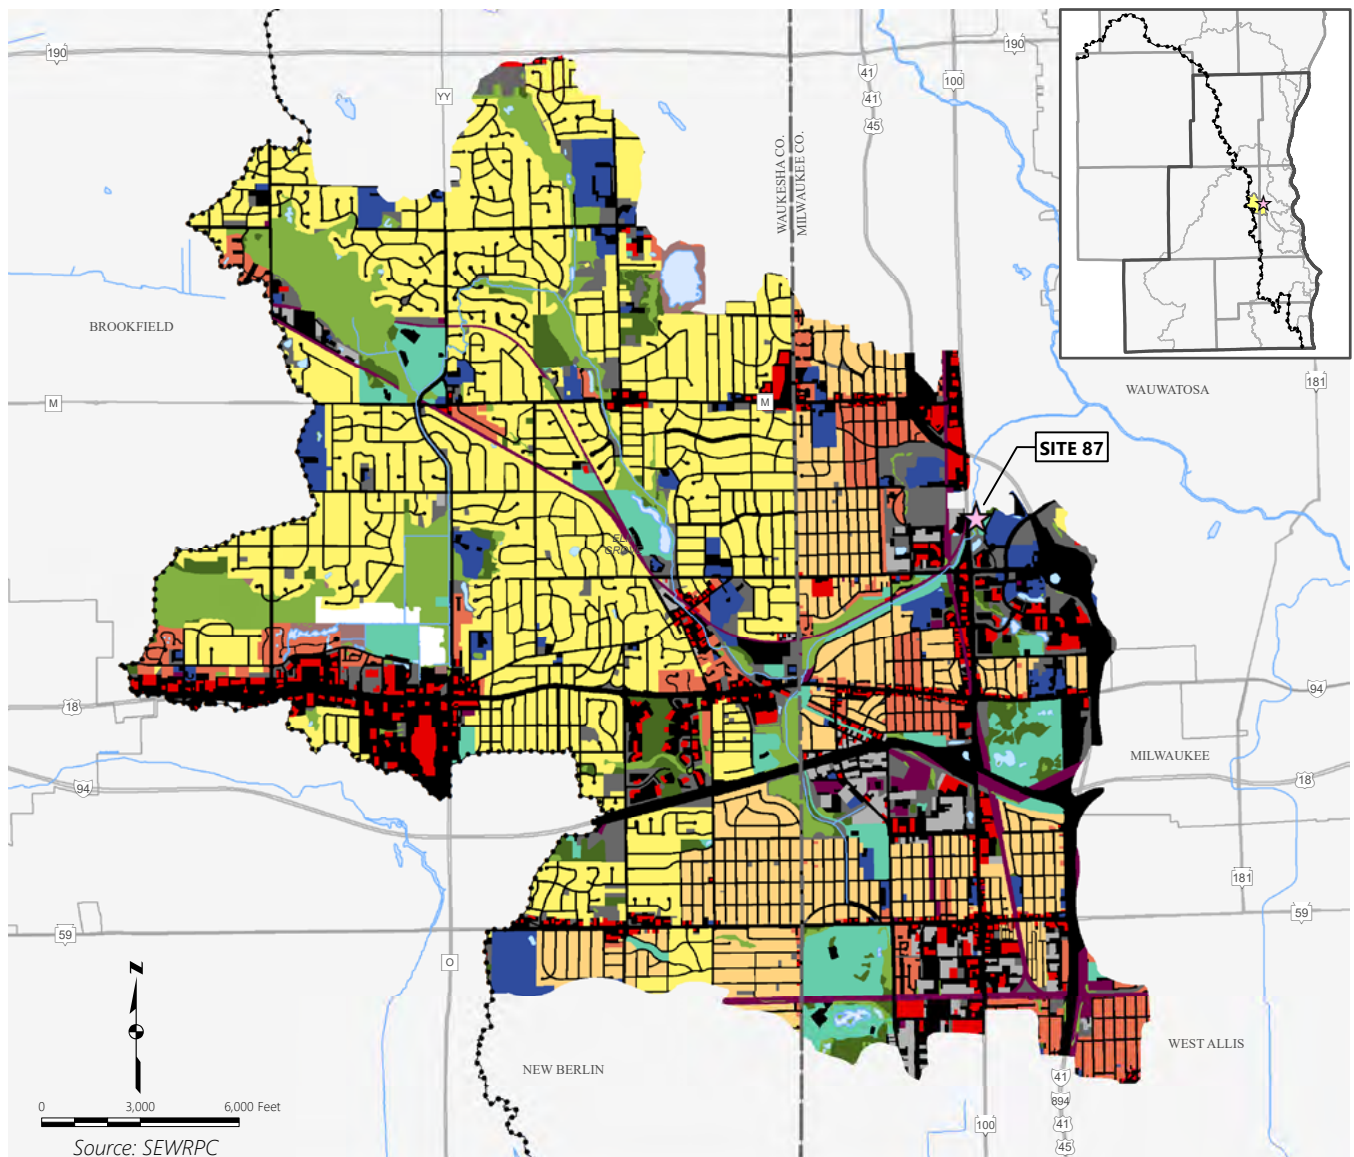 190
190
41
41
45
100
YY
WAUKESHA CO.
MILWAUKEE CO.
BROOKFIELD
WAUWATOSA
181
M
M
SITE 87
ELM
GROVE
18
94
MILWAUKEE
94
18
181
59
59
O
N
WEST ALLIS
NEW BERLIN
41
894
41
45
100
0 3,000 6,000 Feet
Source: SEWRPC